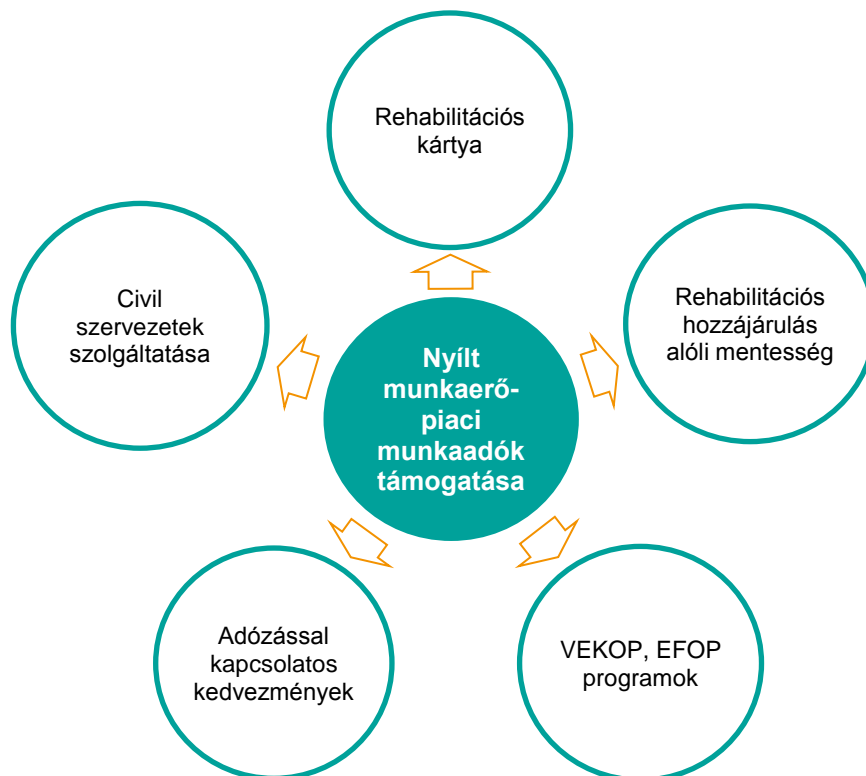 Rehabilitációs
kártya
Civil
szervezetek
szolgáltatása
Rehabilitációs
hozzájárulás
alóli mentesség
Nyílt
munkaerő-
piaci
munkaadók
támogatása
Adózással
kapcsolatos
kedvezmények
VEKOP, EFOP
programok